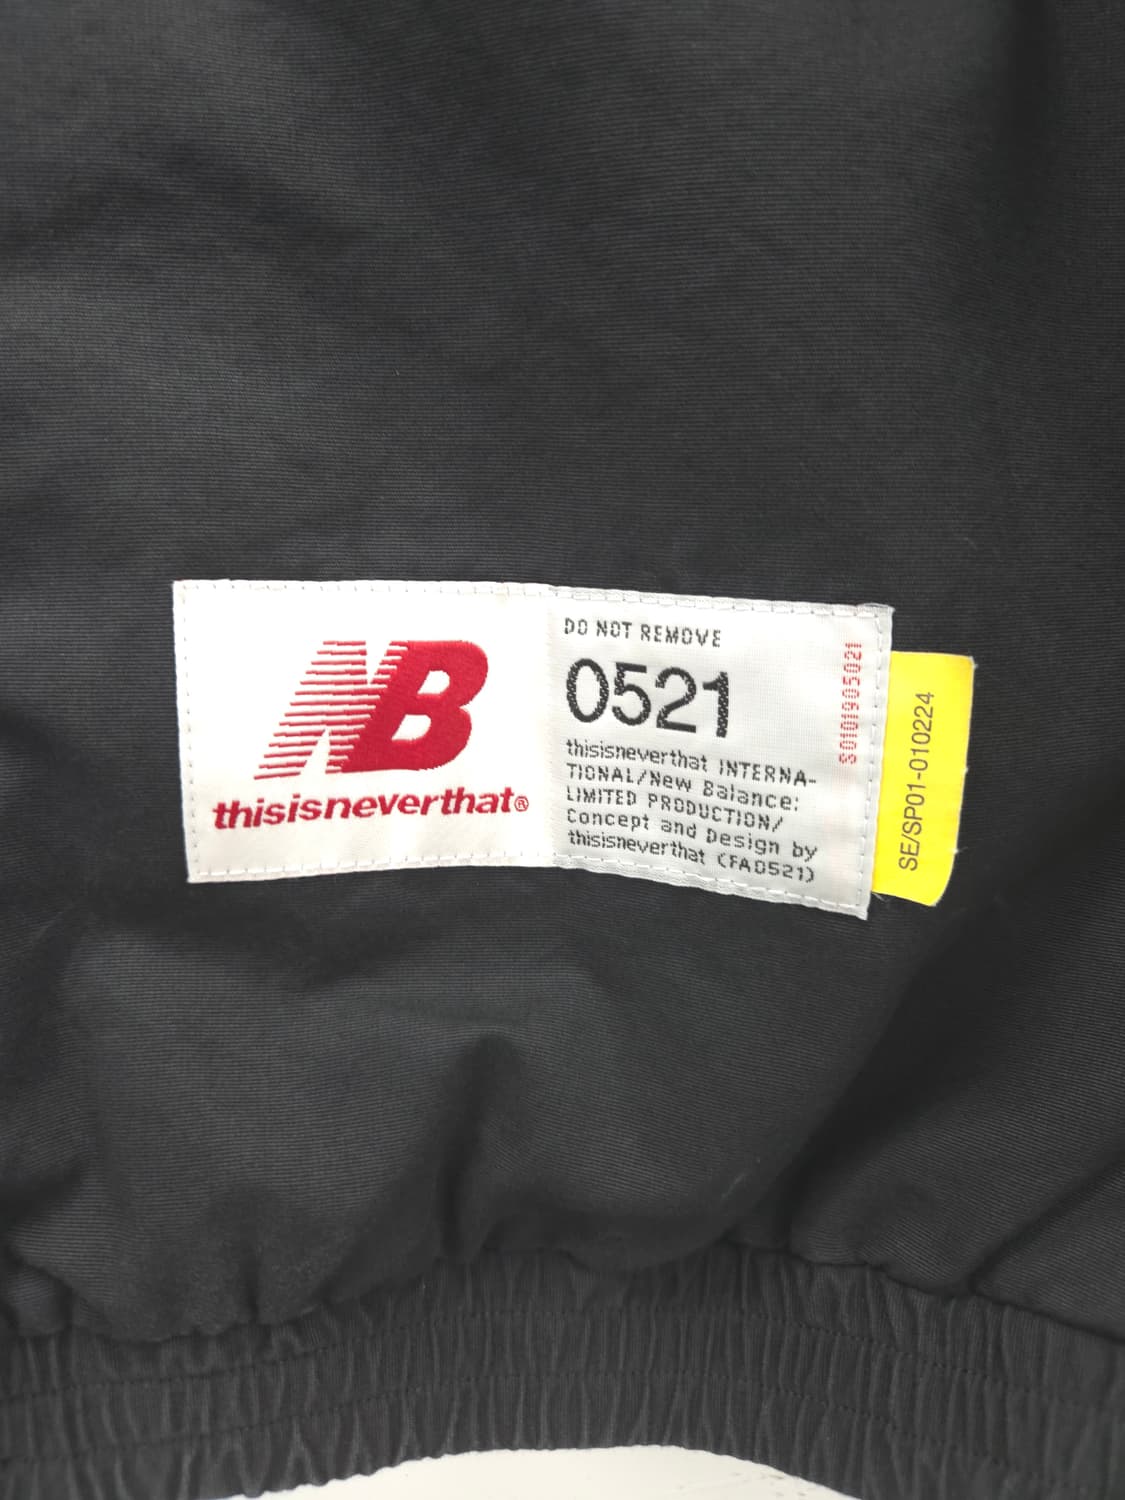 NB
thisisneverthat®
DO NOT REMOVE
0521
thisisneverthat INTERNA-
TIONAL/New Balance:
LIMITED PRODUCTION/
Concept and Design by
thisisneverthat (FA0521)
S0101905021
SE/SP01-010224